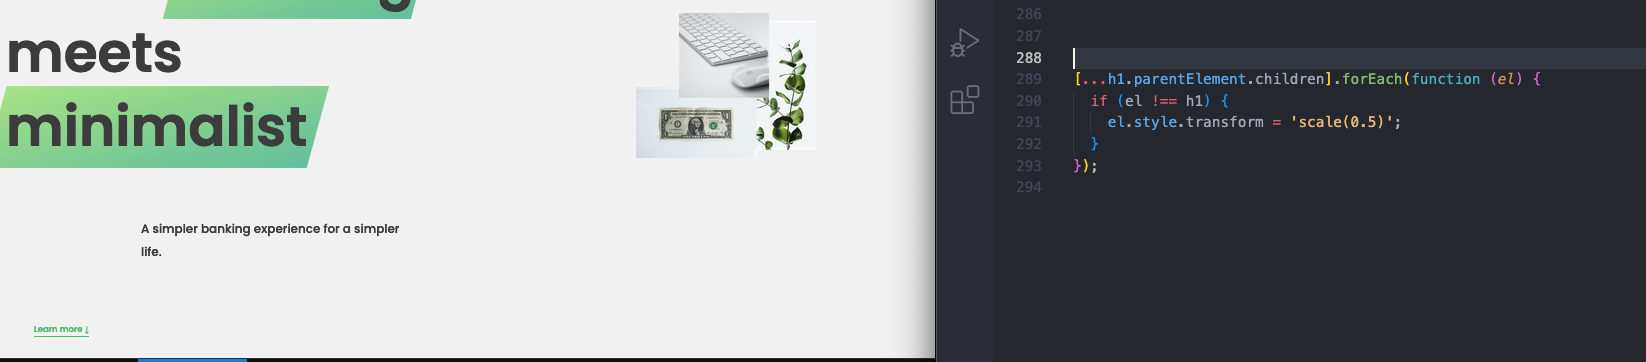 g
meets
minimalist
A simpler banking experience for a simpler
life.
Learn more ↓
286
287
288
289 [...h1.parentElement.children].forEach(function (el) {
290 if (el !== h1) {
291 el.style.transform = 'scale(0.5)';
292 }
293 });
294